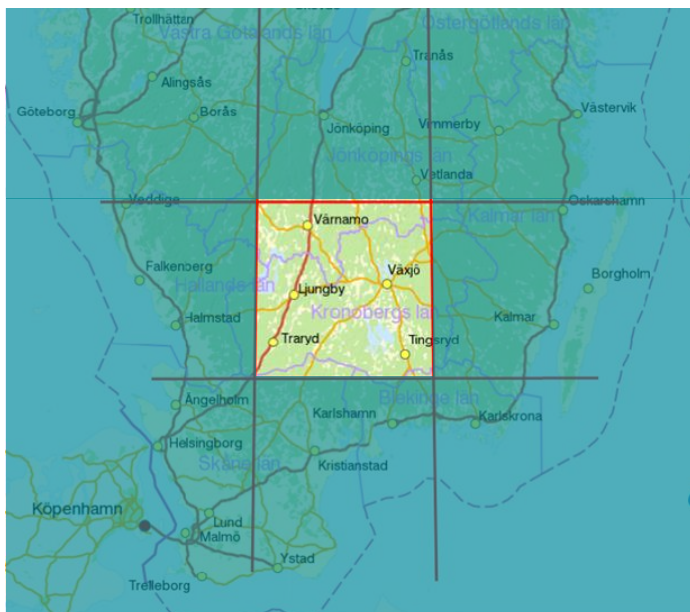 Trollhättan
Västra Götalands län
Östergötlands län
Tranås
Alingsås
Göteborg
Borås
Jönköping
Vimmerby
Västervik
Jönköpings län
Vetlanda
Veddige
Kalmar län
Oskarshamn
Värnamo
Falkenberg
Hallands län
Växjö
Borgholm
Ljungby
Kronobergs län
Halmstad
Kalmar
Traryd
Tingsryd
Ängelholm
Blekinge län
Karlshamn
Karlskrona
Helsingborg
Skåne län
Kristianstad
Köpenhamn
Lund
Malmö
Ystad
Trelleborg